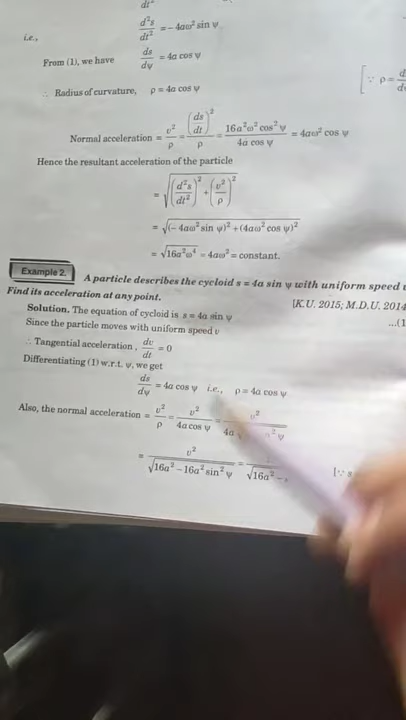 dt²
i.e., d²s/dt² = – 4aω² sin ψ
From (1), we have ds/dψ = 4a cos ψ
∴ Radius of curvature, ρ = 4a cos ψ [∵ ρ =
Normal acceleration = v²/ρ = (ds/dt)²/ρ = 16a²ω² cos² ψ / 4a cos ψ = 4aω² cos ψ
Hence the resultant acceleration of the particle
= √((d²s/dt²)² + (v²/ρ)²)
= √((– 4aω² sin ψ)² + (4aω² cos ψ)²)
= √(16a²ω⁴) = 4aω² = constant.
Example 2. A particle describes the cycloid s = 4a sin ψ with uniform speed
Find its acceleration at any point. [K.U. 2015; M.D.U. 2014
Solution. The equation of cycloid is s = 4a sin ψ ...(1
Since the particle moves with uniform speed v
∴ Tangential acceleration, dv/dt = 0
Differentiating (1) w.r.t. ψ, we get
ds/dψ = 4a cos ψ i.e., ρ = 4a cos ψ
Also, the normal acceleration = v²/ρ = v²/4a cos ψ = v²/4a
= v²/√(16a² – 16a² sin² ψ) = √(16a² – [∵ s